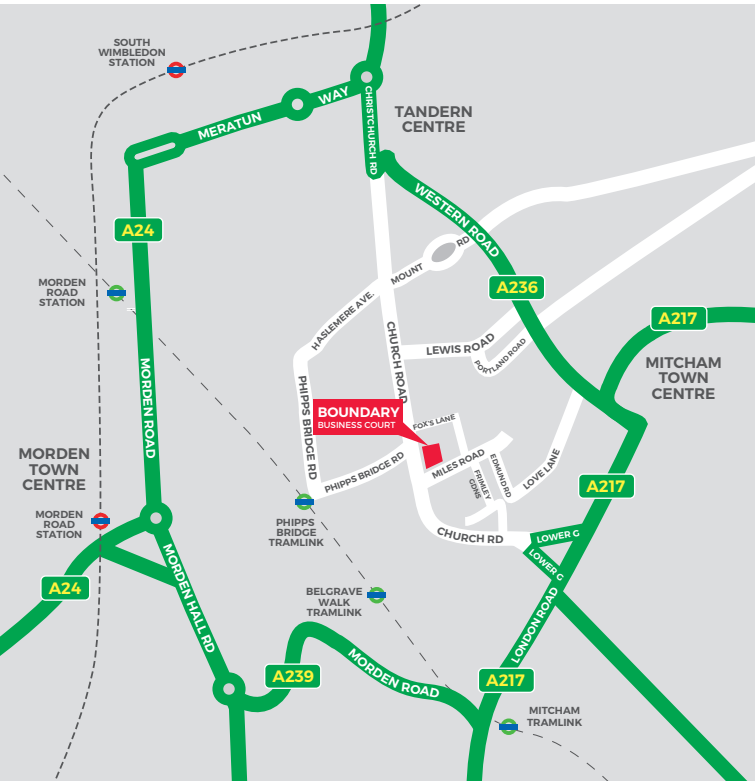 SOUTH
WIMBLEDON
STATION
MERATUN
WAY
CHRISTCHURCH RD
TANDERN
CENTRE
WESTERN ROAD
A24
MORDEN
ROAD
STATION
HASLEMERE AVE.
MOUNT
RD
A236
A217
CHURCH ROAD
LEWIS ROAD
PORTLAND ROAD
MITCHAM
TOWN
CENTRE
MORDEN ROAD
PHIPPS BRIDGE RD
BOUNDARY
BUSINESS COURT
FOX'S LANE
MORDEN
TOWN
CENTRE
PHIPPS BRIDGE RD
MILES ROAD
FRIMLEY
GDNS
EDMUND RD
LOVE LANE
A217
MORDEN
ROAD
STATION
PHIPPS
BRIDGE
TRAMLINK
CHURCH RD
LOWER G
LOWER G
A24
MORDEN HALL RD
BELGRAVE
WALK
TRAMLINK
LONDON ROAD
A239
MORDEN ROAD
A217
MITCHAM
TRAMLINK